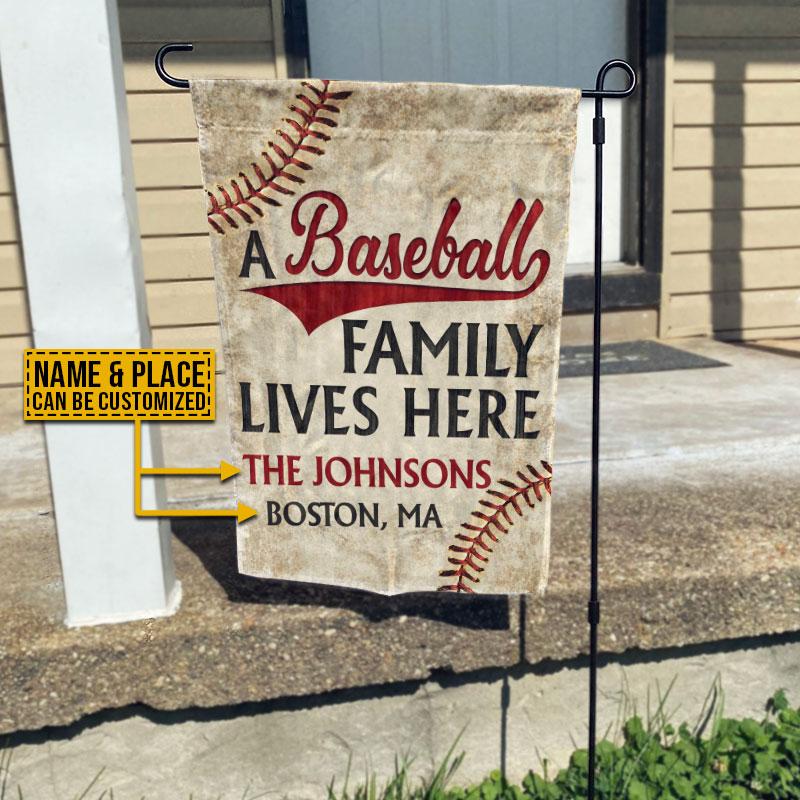 A Baseball
FAMILY
LIVES HERE
THE JOHNSONS
BOSTON, MA
NAME & PLACE
CAN BE CUSTOMIZED